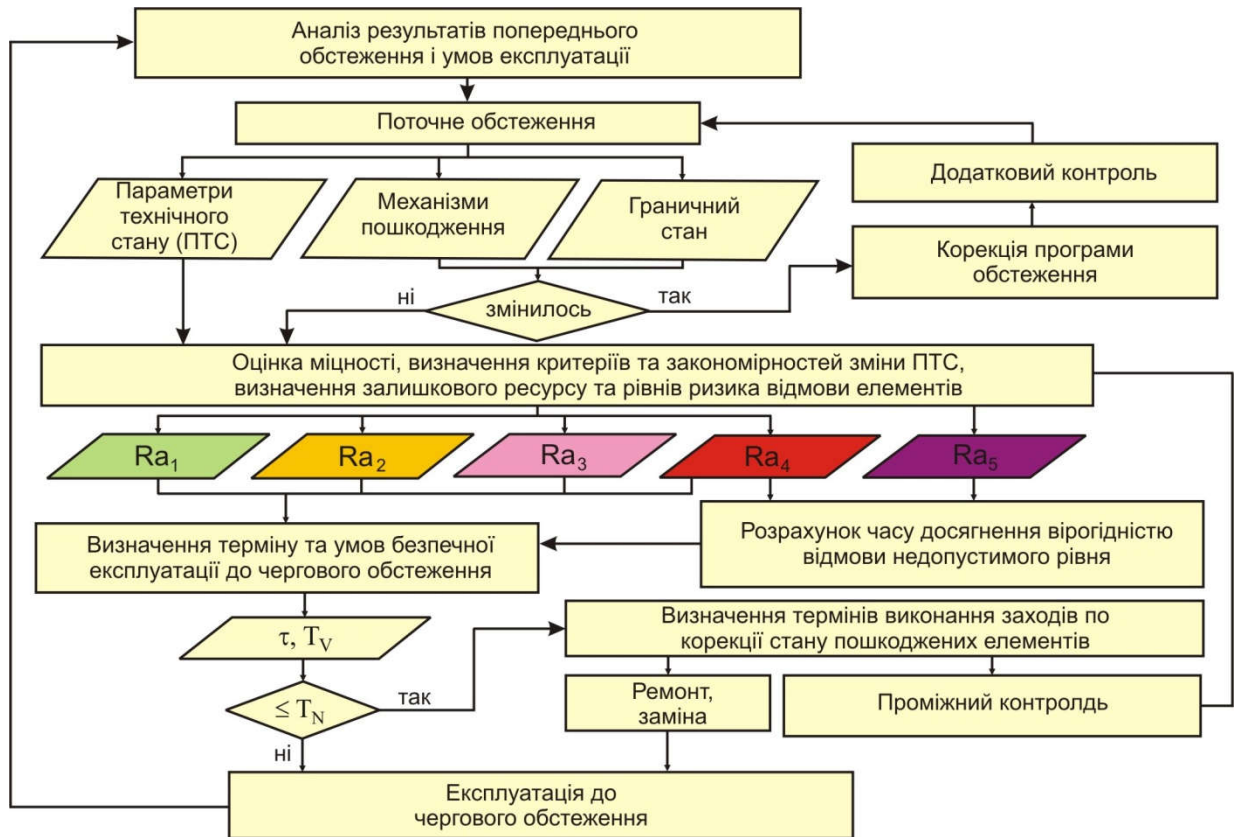 Аналіз результатів попереднього
обстеження і умов експлуатації
Поточне обстеження
Додатковий контроль
Параметри
технічного
стану (ПТС)
Механізми
пошкодження
Граничний
стан
Корекція програми
обстеження
ні
змінилось
так
Оцінка міцності, визначення критеріїв та закономірностей зміни ПТС,
визначення залишкового ресурсу та рівнів ризика відмови елементів
Ra₁
Ra₂
Ra₃
Ra₄
Ra₅
Визначення терміну та умов безпечної
експлуатації до чергового обстеження
Розрахунок часу досягнення вірогідністю
відмови недопустимого рівня
τ, T_V
Визначення термінів виконання заходів по
корекції стану пошкоджених елементів
≤ T_N
так
ні
Ремонт,
заміна
Проміжний контролдь
Експлуатація до
чергового обстеження